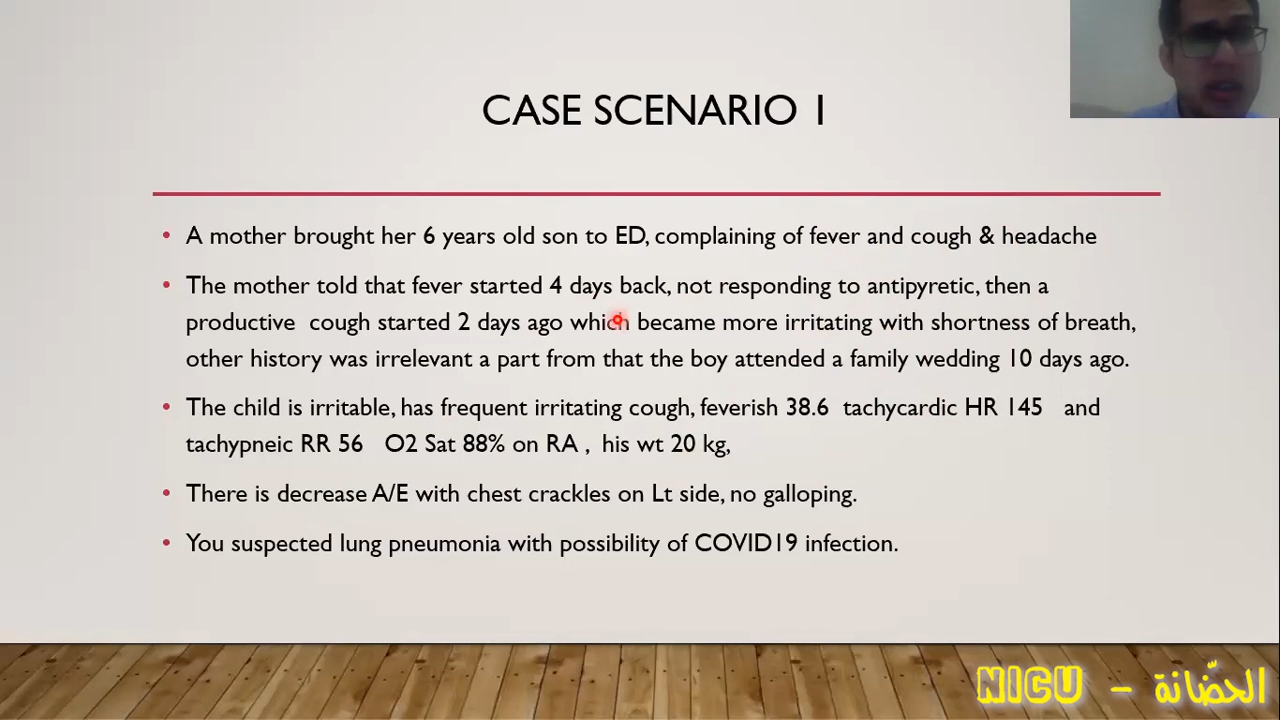 CASE SCENARIO 1
• A mother brought her 6 years old son to ED, complaining of fever and cough & headache
• The mother told that fever started 4 days back, not responding to antipyretic, then a
productive cough started 2 days ago which became more irritating with shortness of breath,
other history was irrelevant a part from that the boy attended a family wedding 10 days ago.
• The child is irritable, has frequent irritating cough, feverish 38.6 tachycardic HR 145 and
tachypneic RR 56 O2 Sat 88% on RA , his wt 20 kg,
• There is decrease A/E with chest crackles on Lt side, no galloping.
• You suspected lung pneumonia with possibility of COVID19 infection.
NICU - الحضّانة